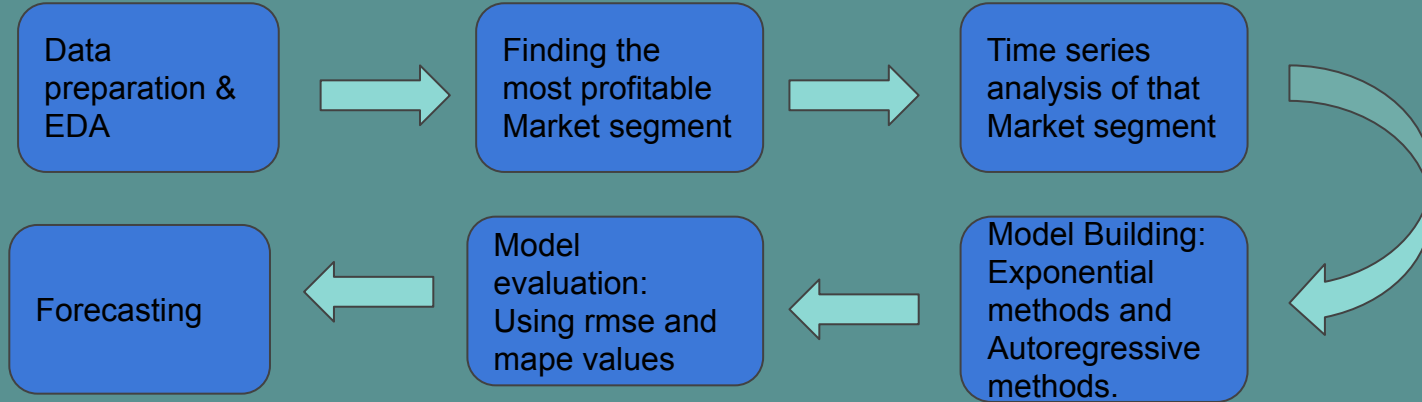 Data
preparation &
EDA
Finding the
most profitable
Market segment
Time series
analysis of that
Market segment
Model Building:
Exponential
methods and
Autoregressive
methods.
Model
evaluation:
Using rmse and
mape values
Forecasting